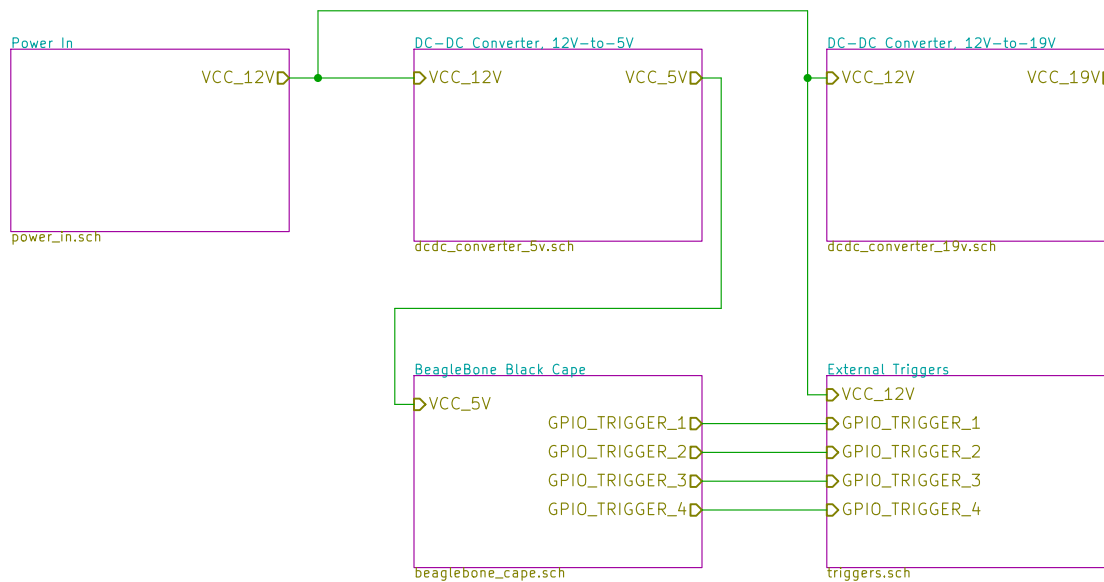 Power In
VCC_12V
power_in.sch
DC-DC Converter, 12V-to-5V
VCC_12V
VCC_5V
dcdc_converter_5v.sch
DC-DC Converter, 12V-to-19V
VCC_12V
VCC_19V
dcdc_converter_19v.sch
BeagleBone Black Cape
VCC_5V
GPIO_TRIGGER_1
GPIO_TRIGGER_2
GPIO_TRIGGER_3
GPIO_TRIGGER_4
beaglebone_cape.sch
External Triggers
VCC_12V
GPIO_TRIGGER_1
GPIO_TRIGGER_2
GPIO_TRIGGER_3
GPIO_TRIGGER_4
triggers.sch